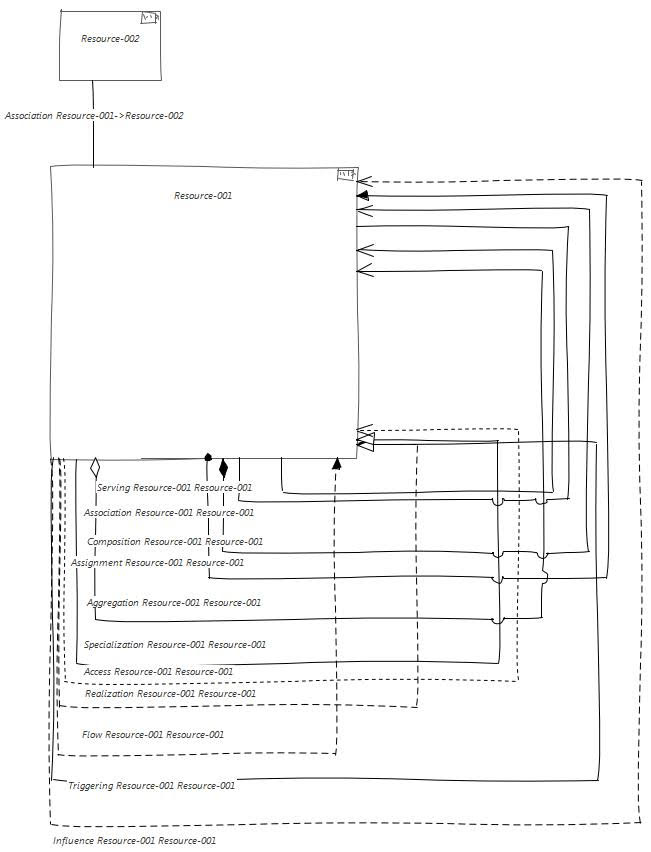 Resource-002
Association Resource-001->Resource-002
Resource-001
Serving Resource-001 Resource-001
Association Resource-001 Resource-001
Composition Resource-001 Resource-001
Assignment Resource-001 Resource-001
Aggregation Resource-001 Resource-001
Specialization Resource-001 Resource-001
Access Resource-001 Resource-001
Realization Resource-001 Resource-001
Flow Resource-001 Resource-001
Triggering Resource-001 Resource-001
Influence Resource-001 Resource-001